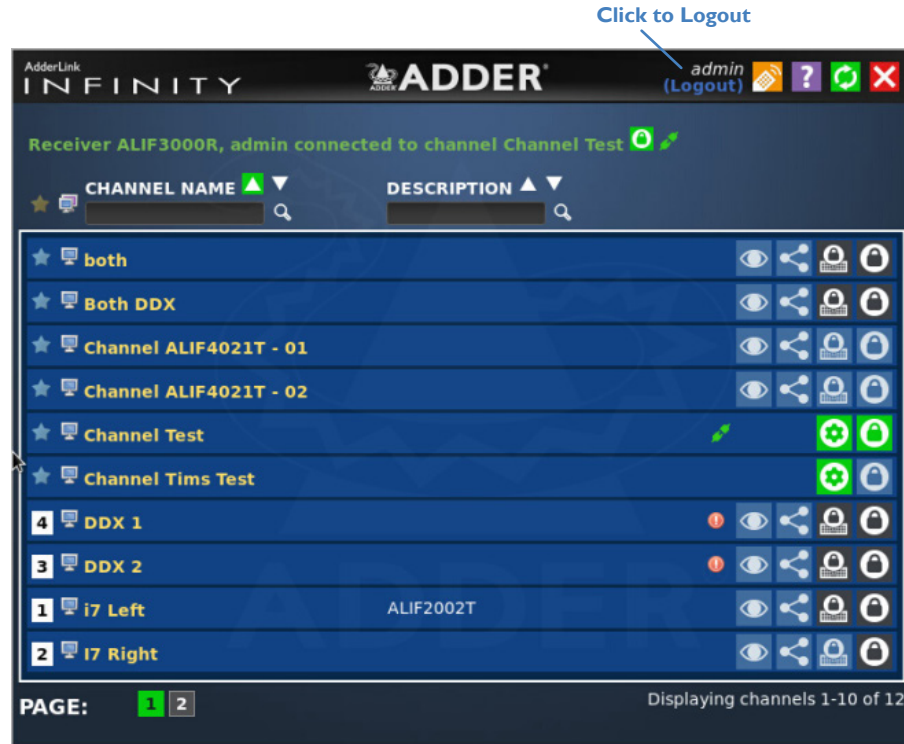 Click to Logout
AdderLink
INFINITY
ADDER
ADDER®
admin
(Logout)
?
Receiver ALIF3000R, admin connected to channel Channel Test
CHANNEL NAME
DESCRIPTION
both
Both DDX
Channel ALIF4021T - 01
Channel ALIF4021T - 02
Channel Test
Channel Tims Test
4 DDX 1
3 DDX 2
1 i7 Left ALIF2002T
2 I7 Right
ADDER
PAGE: 1 2
Displaying channels 1-10 of 12